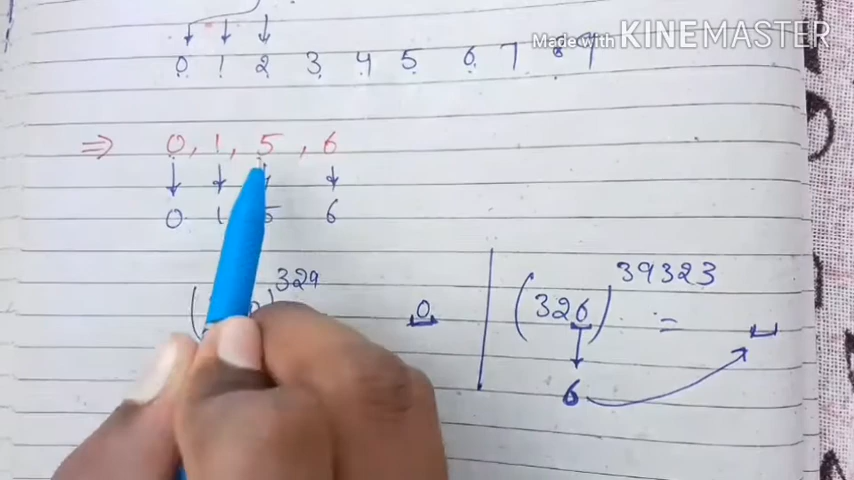 Made with KINEMASTER
0 1 2 3 4 5 6 7 8 9
⇒ 0, 1, 5, 6
0 1 5 6
329
0
(326)^39323 =
6